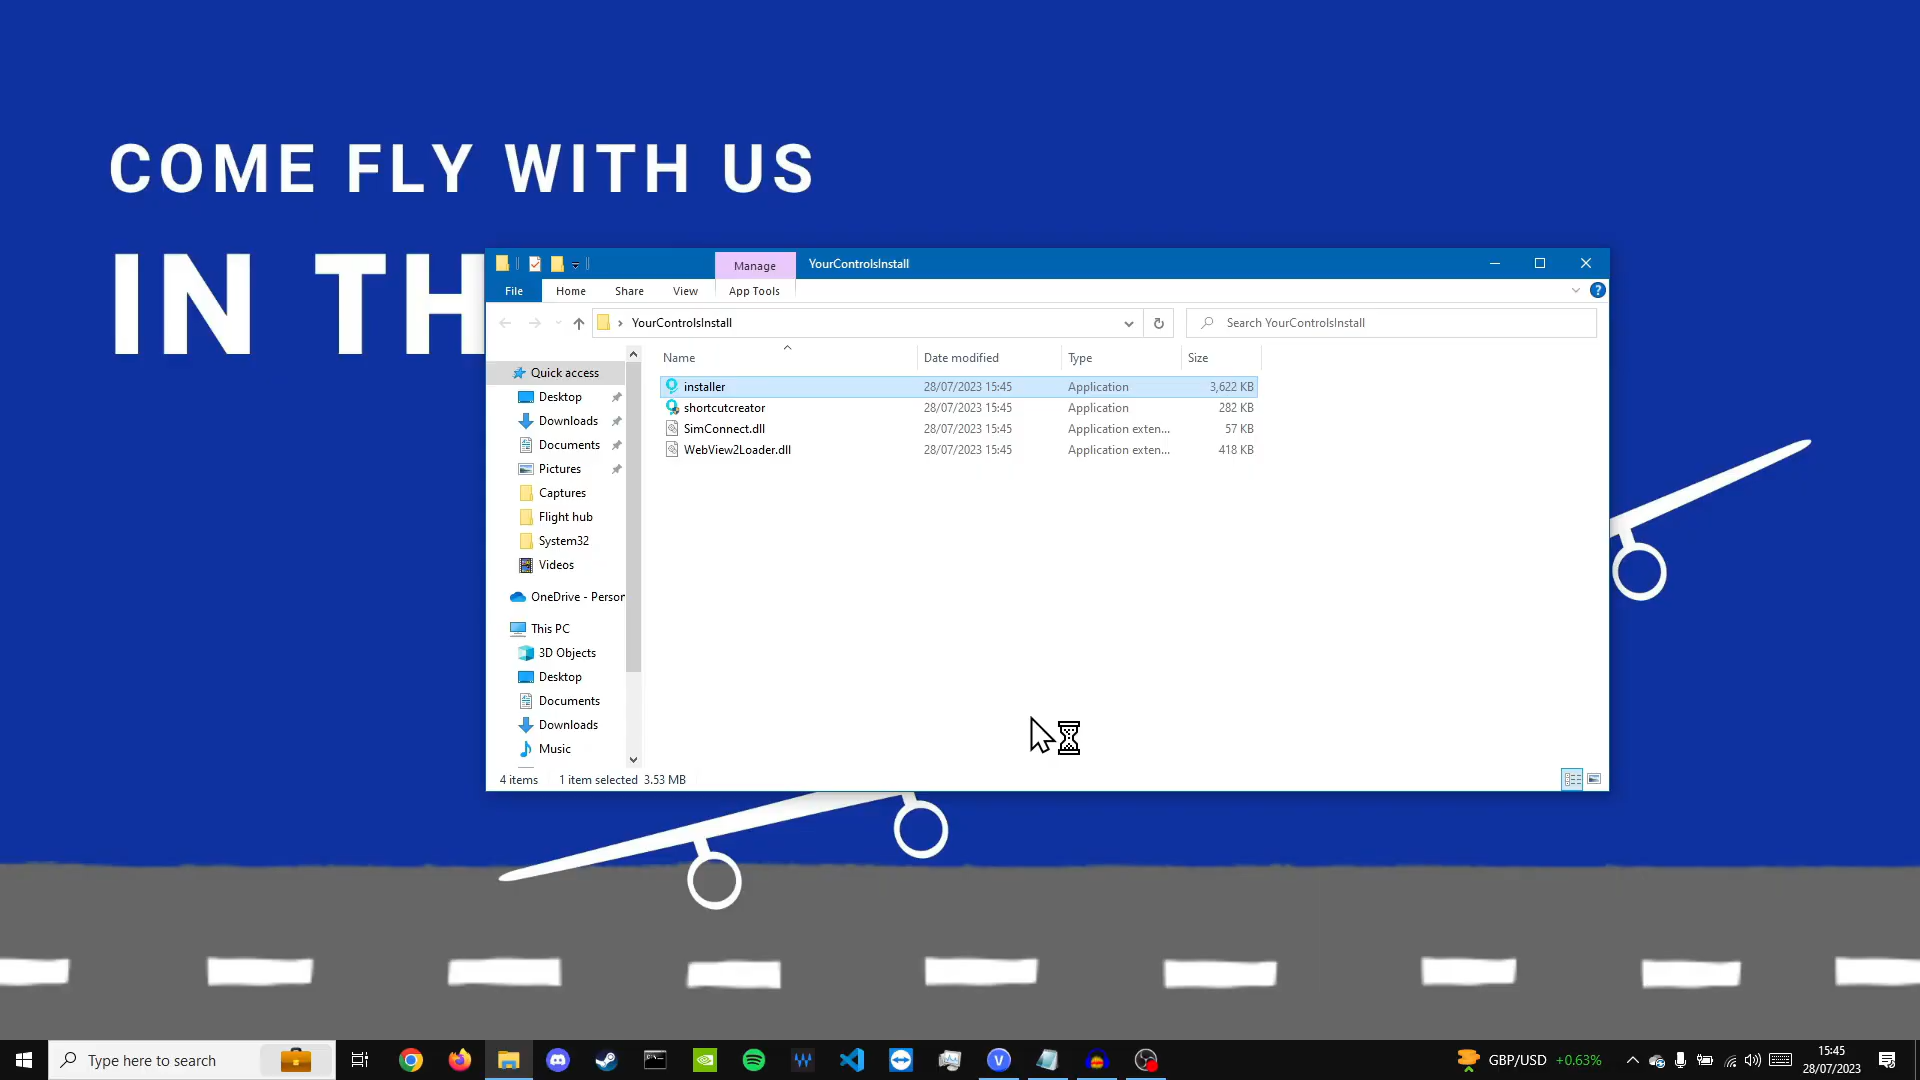 COME FLY WITH US
IN TH
Manage
YourControlsInstall
File
Home
Share
View
App Tools
YourControlsInstall
Search YourControlsInstall
Name
Date modified
Type
Size
Quick access
Desktop
Downloads
Documents
Pictures
Captures
Flight hub
System32
Videos
OneDrive - Person
This PC
3D Objects
Desktop
Documents
Downloads
Music
installer 28/07/2023 15:45 Application 3,622 KB
shortcutcreator 28/07/2023 15:45 Application 282 KB
SimConnect.dll 28/07/2023 15:45 Application exten... 57 KB
WebView2Loader.dll 28/07/2023 15:45 Application exten... 418 KB
4 items 1 item selected 3.53 MB
Type here to search
GBP/USD +0.63%
15:45
28/07/2023